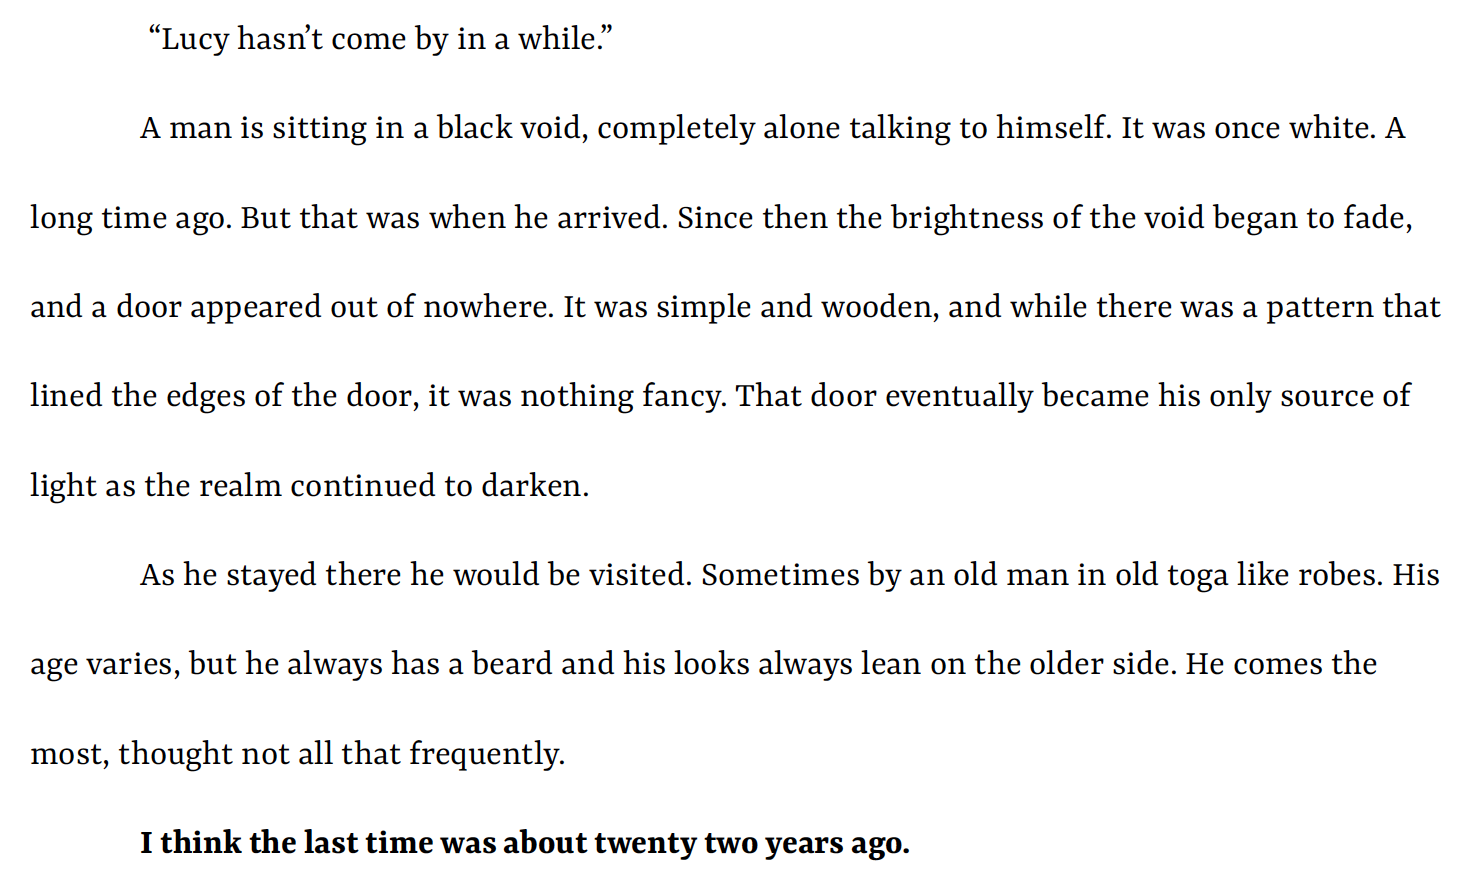 “Lucy hasn’t come by in a while.”
A man is sitting in a black void, completely alone talking to himself. It was once white. A
long time ago. But that was when he arrived. Since then the brightness of the void began to fade,
and a door appeared out of nowhere. It was simple and wooden, and while there was a pattern that
lined the edges of the door, it was nothing fancy. That door eventually became his only source of
light as the realm continued to darken.
As he stayed there he would be visited. Sometimes by an old man in old toga like robes. His
age varies, but he always has a beard and his looks always lean on the older side. He comes the
most, thought not all that frequently.
I think the last time was about twenty two years ago.